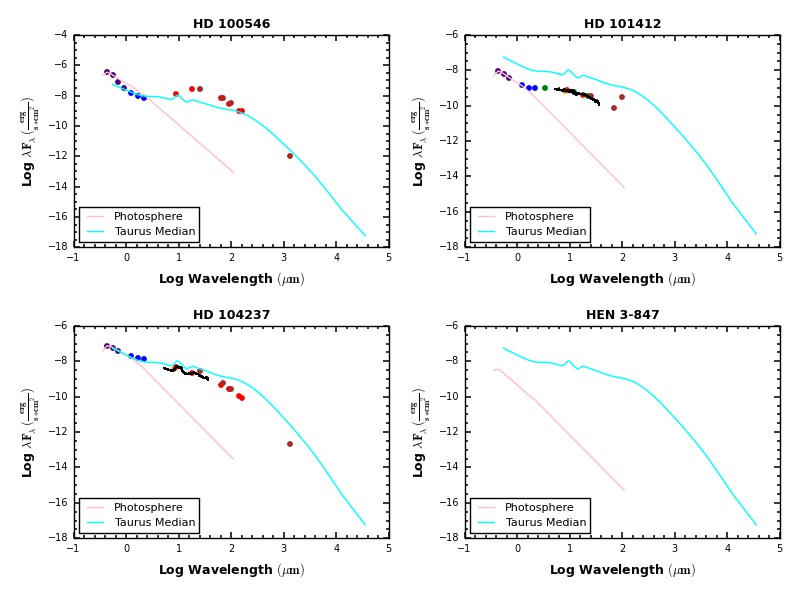 HD 100546
−4
−6
−8
−10
−12
−14
−16
−18
Log λF_λ (erg / s*cm²)
Photosphere
Taurus Median
−1 0 1 2 3 4 5
Log Wavelength (μm)
HD 101412
−6
−8
−10
−12
−14
−16
−18
Log λF_λ (erg / s*cm²)
Photosphere
Taurus Median
−1 0 1 2 3 4 5
Log Wavelength (μm)
HD 104237
−6
−8
−10
−12
−14
−16
−18
Log λF_λ (erg / s*cm²)
Photosphere
Taurus Median
−1 0 1 2 3 4 5
Log Wavelength (μm)
HEN 3-847
−6
−8
−10
−12
−14
−16
−18
Log λF_λ (erg / s*cm²)
Photosphere
Taurus Median
−1 0 1 2 3 4 5
Log Wavelength (μm)